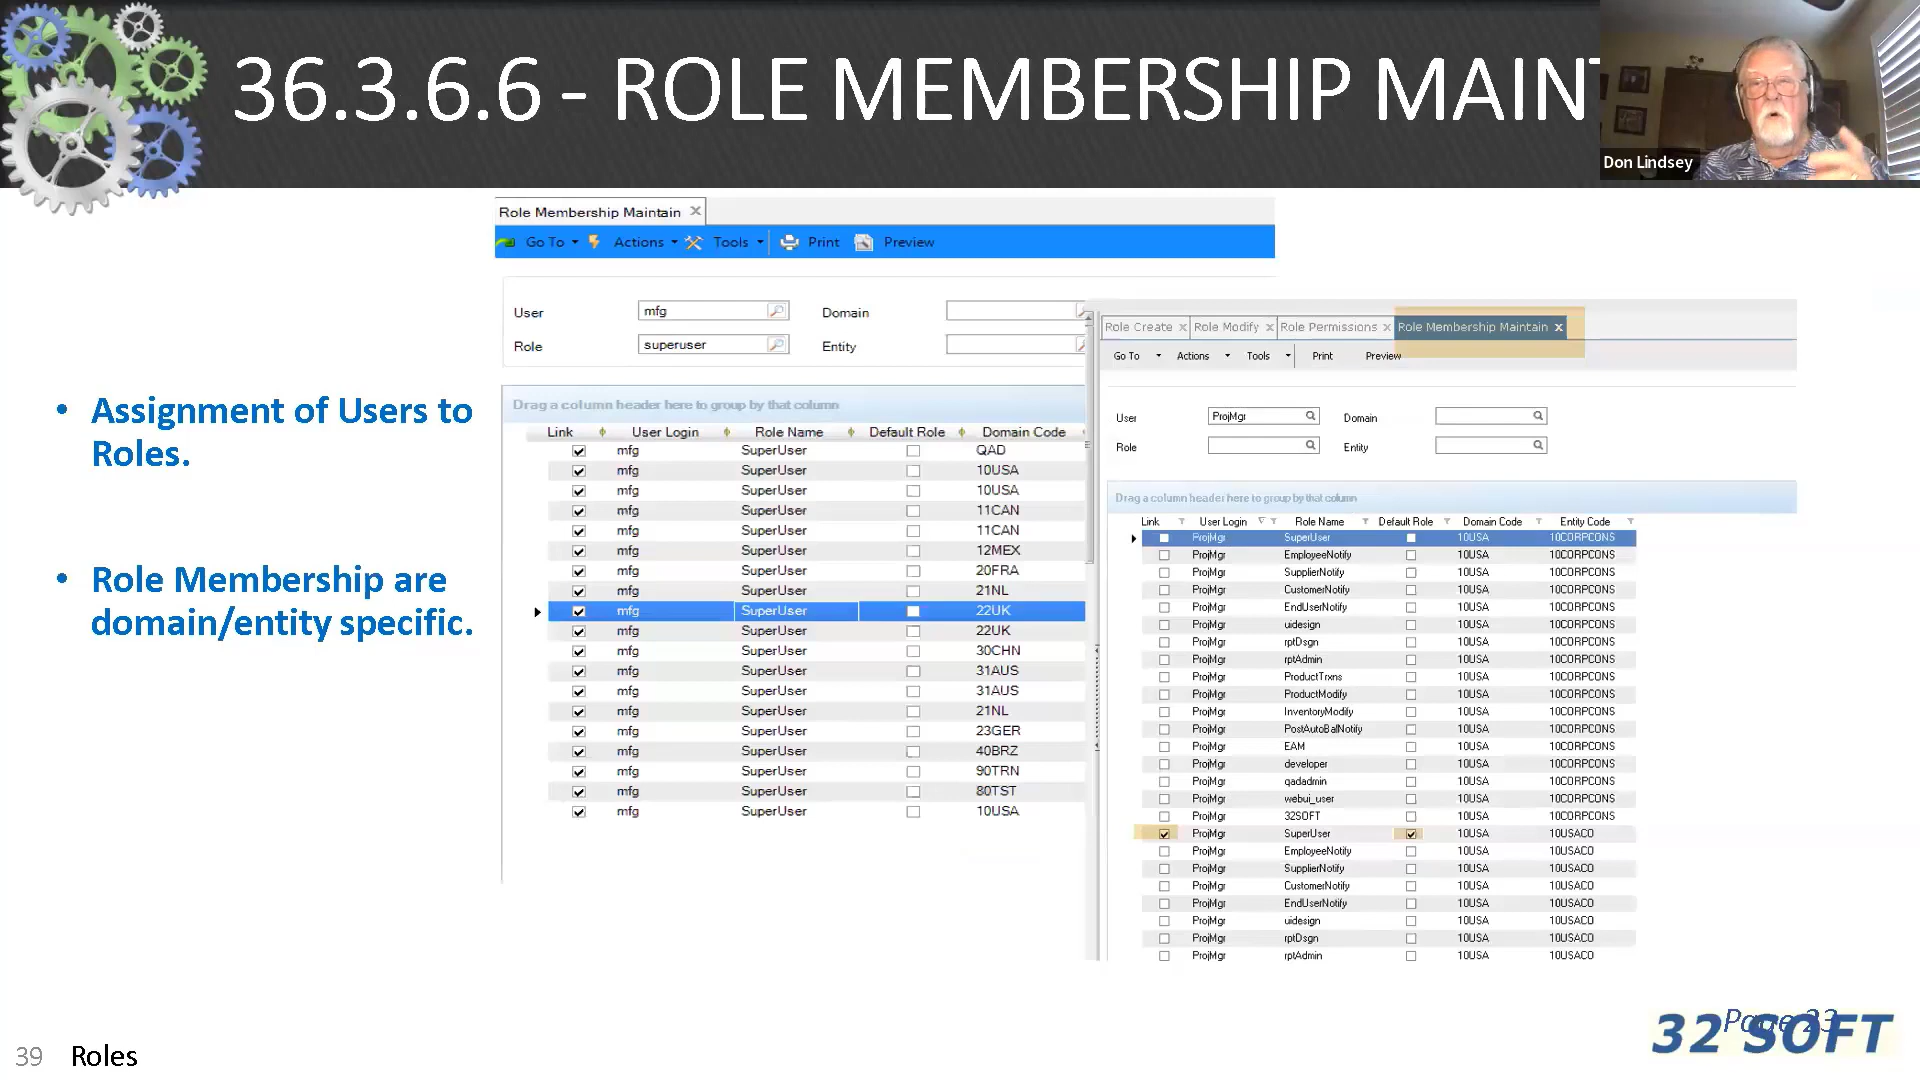 36.3.6.6 - ROLE MEMBERSHIP MAINT
Don Lindsey
• Assignment of Users to
Roles.
• Role Membership are
domain/entity specific.
Role Membership Maintain
Go To Actions Tools Print Preview
User mfg Domain
Role superuser Entity
Drag a column header here to group by that column
Link User Login Role Name Default Role Domain Code
mfg SuperUser QAD
mfg SuperUser 10USA
mfg SuperUser 10USA
mfg SuperUser 11CAN
mfg SuperUser 11CAN
mfg SuperUser 12MEX
mfg SuperUser 20FRA
mfg SuperUser 21NL
mfg SuperUser 22UK
mfg SuperUser 22UK
mfg SuperUser 30CHN
mfg SuperUser 31AUS
mfg SuperUser 31AUS
mfg SuperUser 21NL
mfg SuperUser 23GER
mfg SuperUser 40BRZ
mfg SuperUser 90TRN
mfg SuperUser 80TST
mfg SuperUser 10USA
Role Create Role Modify Role Permissions Role Membership Maintain
Go To Actions Tools Print Preview
User ProjMgr Domain
Role Entity
Drag a column header here to group by that column
Link User Login Role Name Default Role Domain Code Entity Code
ProjMgr SuperUser 10USA 10CORPCONS
ProjMgr EmployeeNotify 10USA 10CORPCONS
ProjMgr SupplierNotify 10USA 10CORPCONS
ProjMgr CustomerNotify 10USA 10CORPCONS
ProjMgr EndUserNotify 10USA 10CORPCONS
ProjMgr uidesign 10USA 10CORPCONS
ProjMgr rptDsgn 10USA 10CORPCONS
ProjMgr rptAdmin 10USA 10CORPCONS
ProjMgr ProductTrxns 10USA 10CORPCONS
ProjMgr ProductModify 10USA 10CORPCONS
ProjMgr InventoryModify 10USA 10CORPCONS
ProjMgr PostAutoBalNotify 10USA 10CORPCONS
ProjMgr EAM 10USA 10CORPCONS
ProjMgr developer 10USA 10CORPCONS
ProjMgr qadadmin 10USA 10CORPCONS
ProjMgr webui_user 10USA 10CORPCONS
ProjMgr 32SOFT 10USA 10CORPCONS
ProjMgr SuperUser 10USA 10USACO
ProjMgr EmployeeNotify 10USA 10USACO
ProjMgr SupplierNotify 10USA 10USACO
ProjMgr CustomerNotify 10USA 10USACO
ProjMgr EndUserNotify 10USA 10USACO
ProjMgr uidesign 10USA 10USACO
ProjMgr rptDsgn 10USA 10USACO
ProjMgr rptAdmin 10USA 10USACO
Page 23
32 SOFT
39 Roles